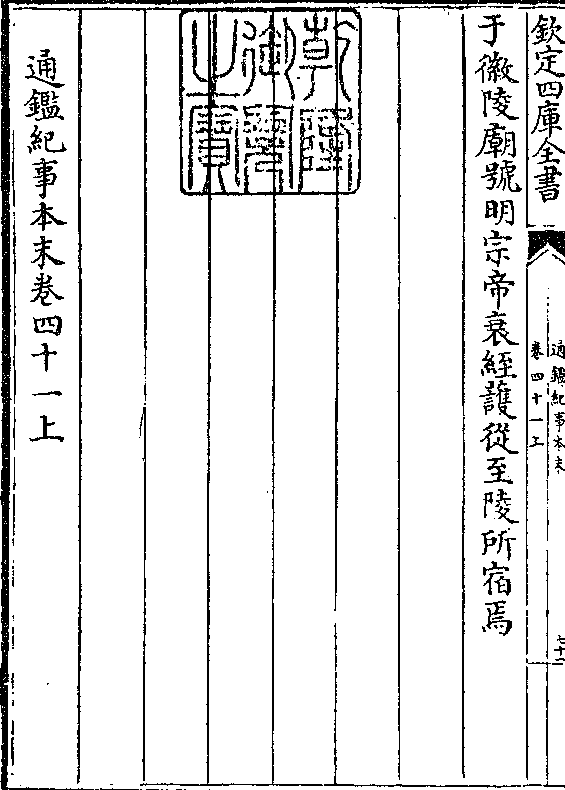 欽定四庫全書
通鑑紀事本末
卷四十一上
七十二
于徽陵廟號明宗帝衰絰護從至陵所宿焉
乾隆
御覽
之寶
通鑑紀事本末卷四十一上